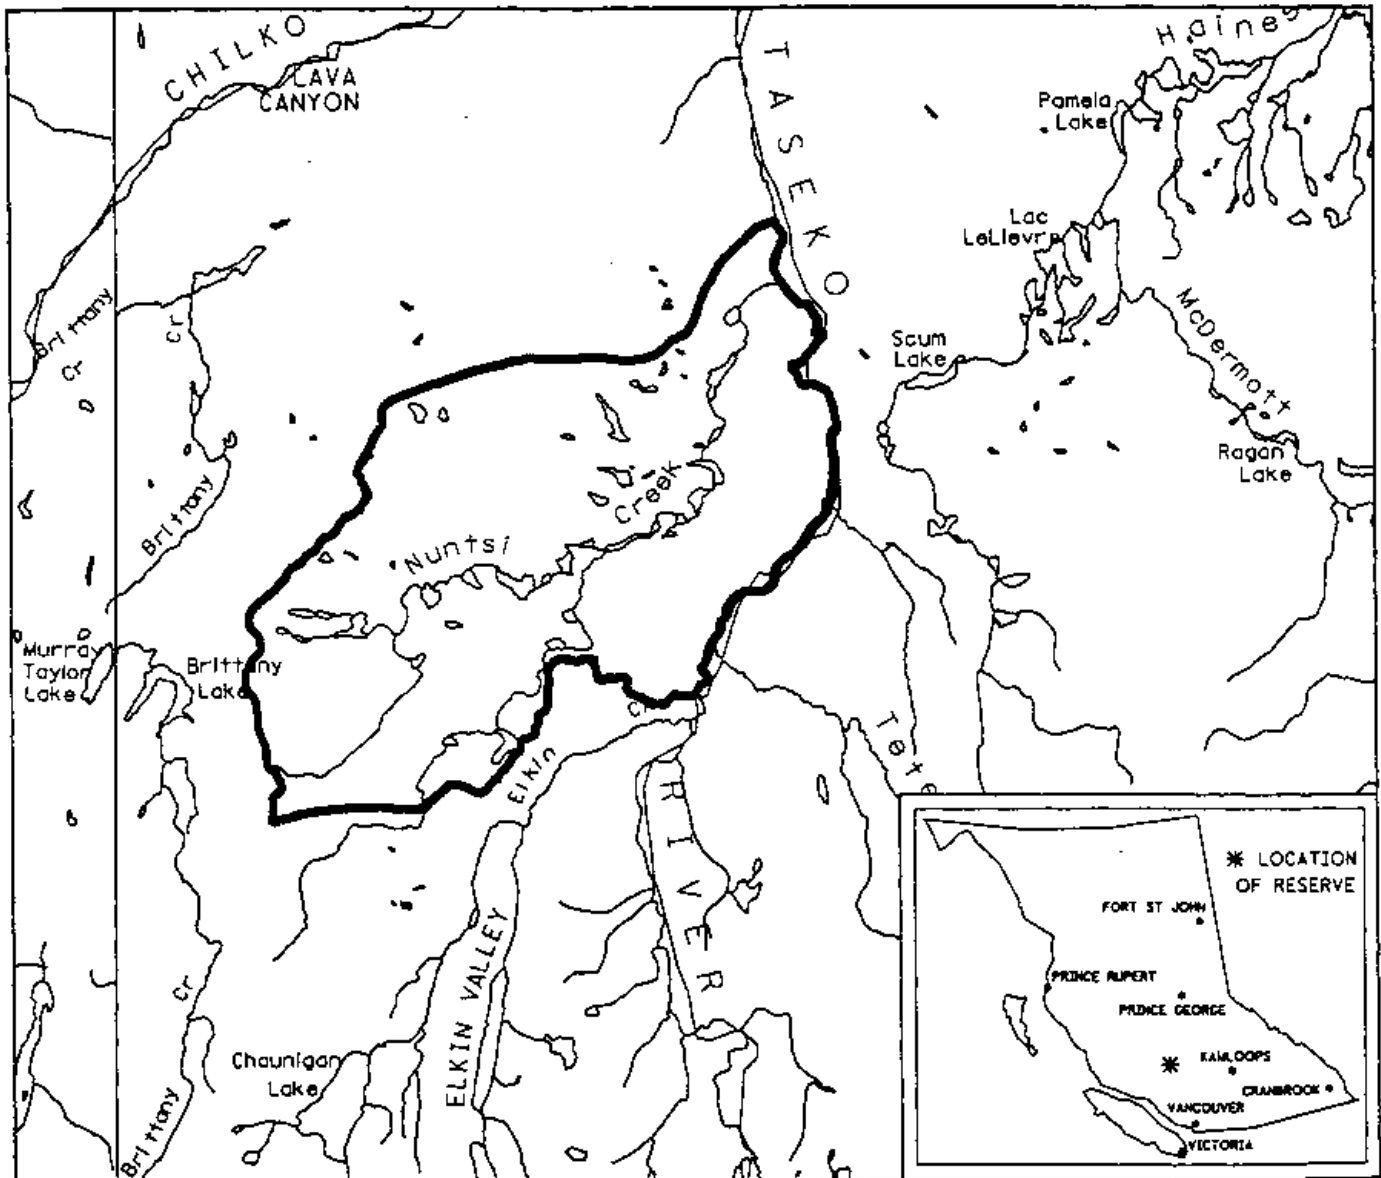 CHILKO
LAVA
CANYON
TASEKO
Haines
Pamela
Lake
Lac
LeLievre
McDermott
Scum
Lake
Ragan
Lake
Brittany
Cr
Cr
Brittany
Nuntsi
Creek
Murray
Taylor
Lake
Brittany
Lake
Cr
Elkin
Tete
RIVER
ELKIN VALLEY
Cr
Chaunigan
Lake
Brittany
✳ LOCATION
OF RESERVE
FORT ST JOHN
PRINCE RUPERT
PRINCE GEORGE
KAMLOOPS
CRANBROOK
VANCOUVER
VICTORIA